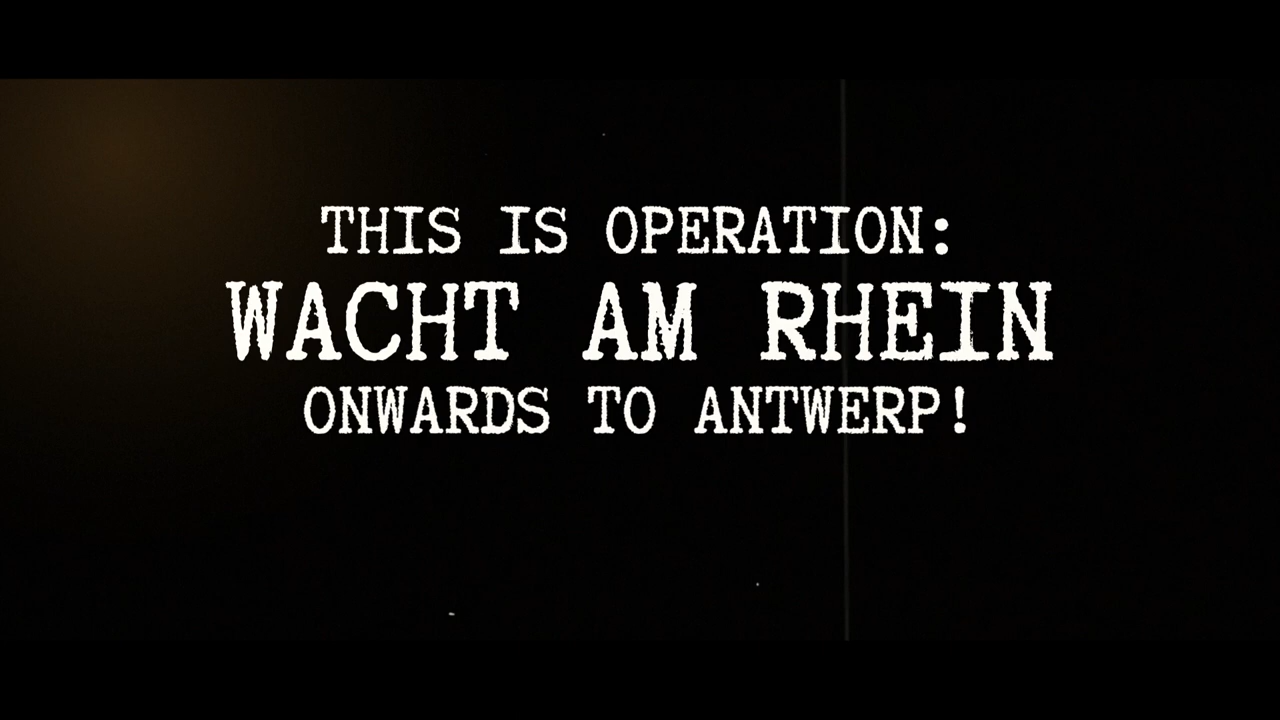 THIS IS OPERATION:
WACHT AM RHEIN
ONWARDS TO ANTWERP!